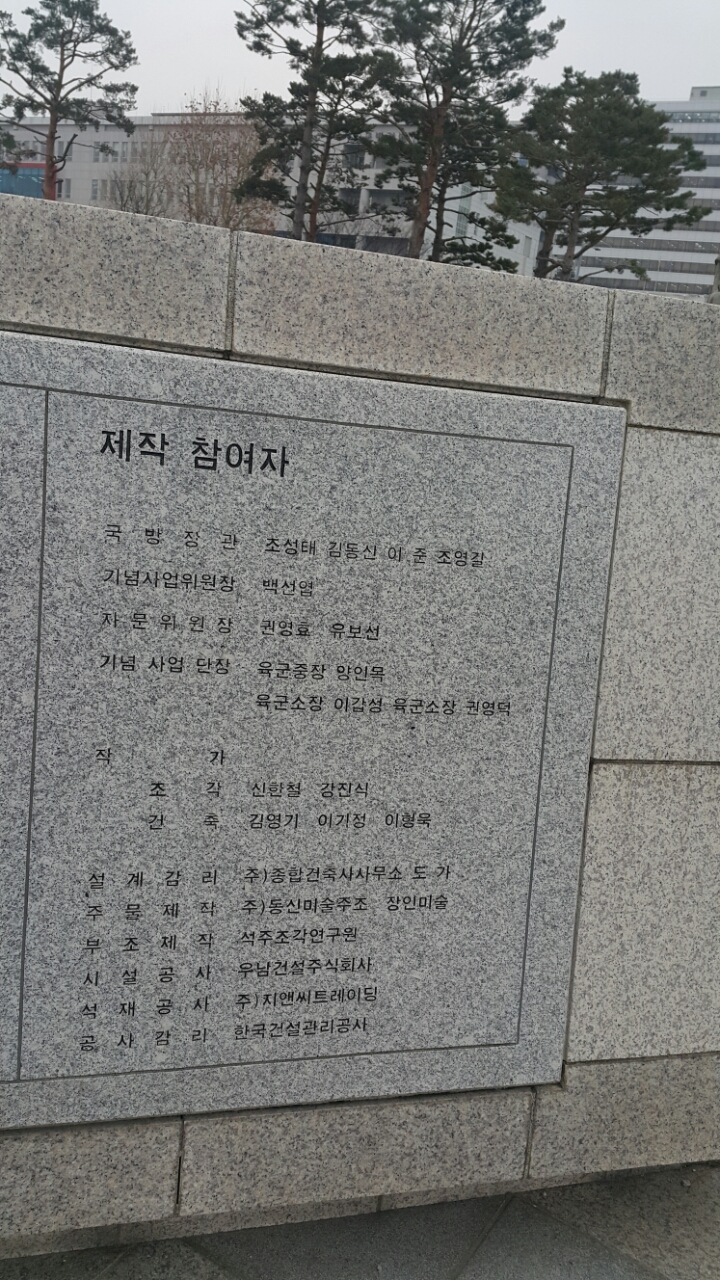 제작 참여자
국 방 장 관 조성태 김동신 이 준 조영길
기념사업위원장 백선엽
자 문 위 원 장 권영효 유보선
기념 사업 단장 육군중장 양인목
육군소장 이갑성 육군소장 권영덕
작 가
조 각 신한철 강진식
건 축 김영기 이기정 이형욱
설 계 감 리 주)종합건축사사무소 도 가
주 물 제 작 주)동신미술주조 장인미술
부 조 제 작 석주조각연구원
시 설 공 사 우남건설주식회사
석 재 공 사 주)지앤씨트레이딩
공 사 감 리 한국건설관리공사